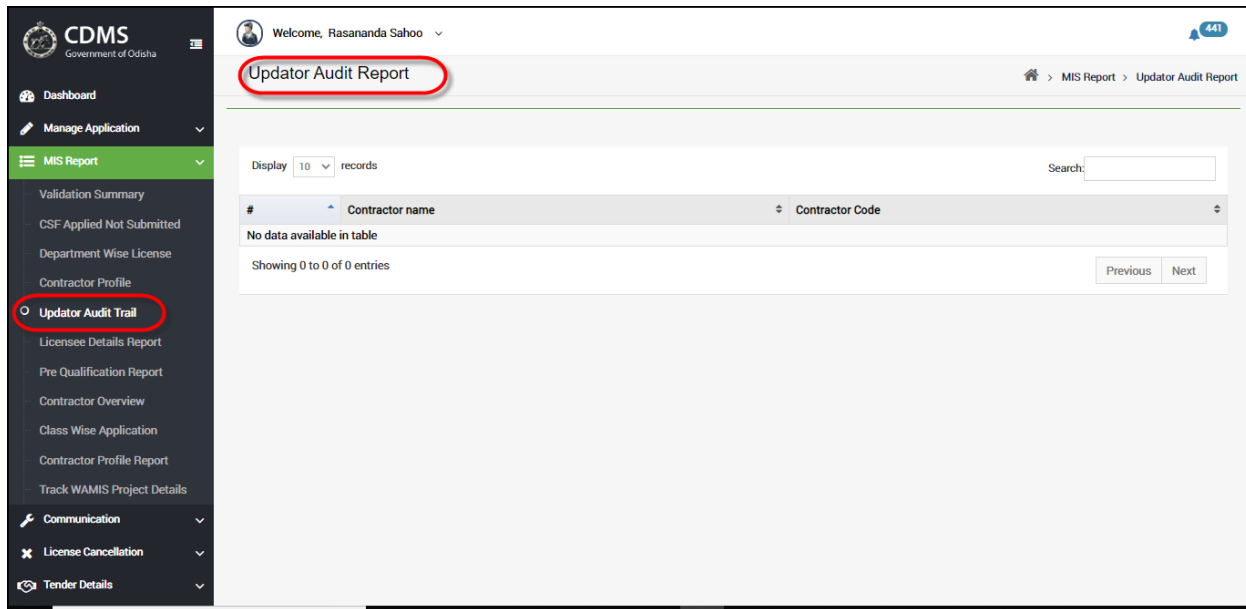 CDMS
Government of Odisha
Welcome, Rasananda Sahoo
441
Updator Audit Report
MIS Report > Updator Audit Report
Dashboard
Manage Application
MIS Report
Validation Summary
CSF Applied Not Submitted
Department Wise License
Contractor Profile
Updator Audit Trail
Licensee Details Report
Pre Qualification Report
Contractor Overview
Class Wise Application
Contractor Profile Report
Track WAMIS Project Details
Communication
License Cancellation
Tender Details
Display 10 records
Search:
# Contractor name Contractor Code
No data available in table
Showing 0 to 0 of 0 entries
Previous Next